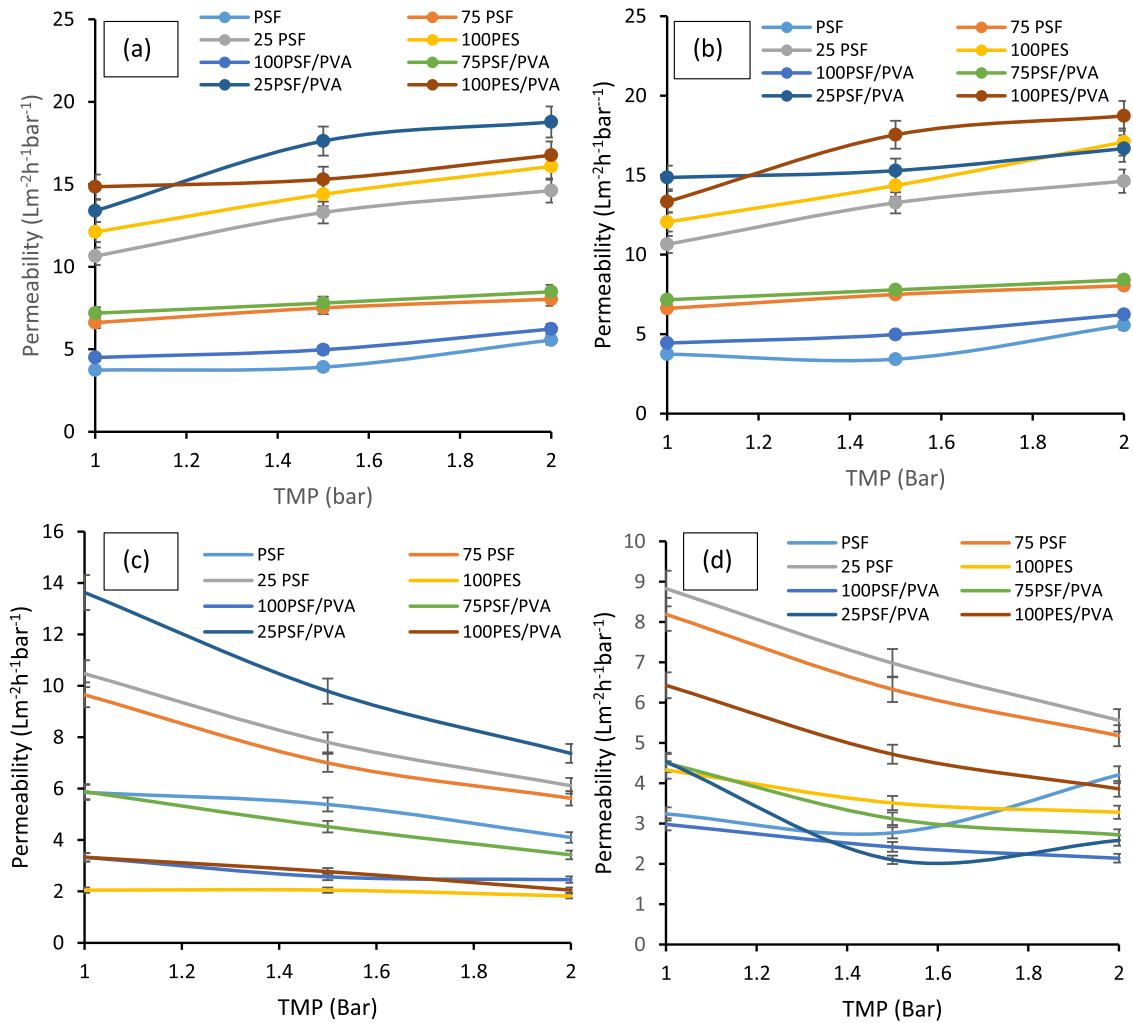 (a)
PSF 75 PSF
25 PSF 100PES
100PSF/PVA 75PSF/PVA
25PSF/PVA 100PES/PVA
25
20
15
10
5
0
1 1.2 1.4 1.6 1.8 2
Permeability (Lm-2h-1bar-1)
TMP (bar)
(b)
PSF 75 PSF
25 PSF 100PES
100PSF/PVA 75PSF/PVA
25PSF/PVA 100PES/PVA
25
20
15
10
5
0
1 1.2 1.4 1.6 1.8 2
Permeability (Lm-2h-1bar--1)
TMP (Bar)
(c)
PSF 75 PSF
25 PSF 100PES
100PSF/PVA 75PSF/PVA
25PSF/PVA 100PES/PVA
16
14
12
10
8
6
4
2
0
1 1.2 1.4 1.6 1.8 2
Permeability (Lm-2h-1bar-1)
TMP (Bar)
(d)
PSF 75 PSF
25 PSF 100PES
100PSF/PVA 75PSF/PVA
25PSF/PVA 100PES/PVA
10
9
8
7
6
5
4
3
2
1
0
1 1.2 1.4 1.6 1.8 2
Permeability (Lm-2h-1bar-1)
TMP (Bar)